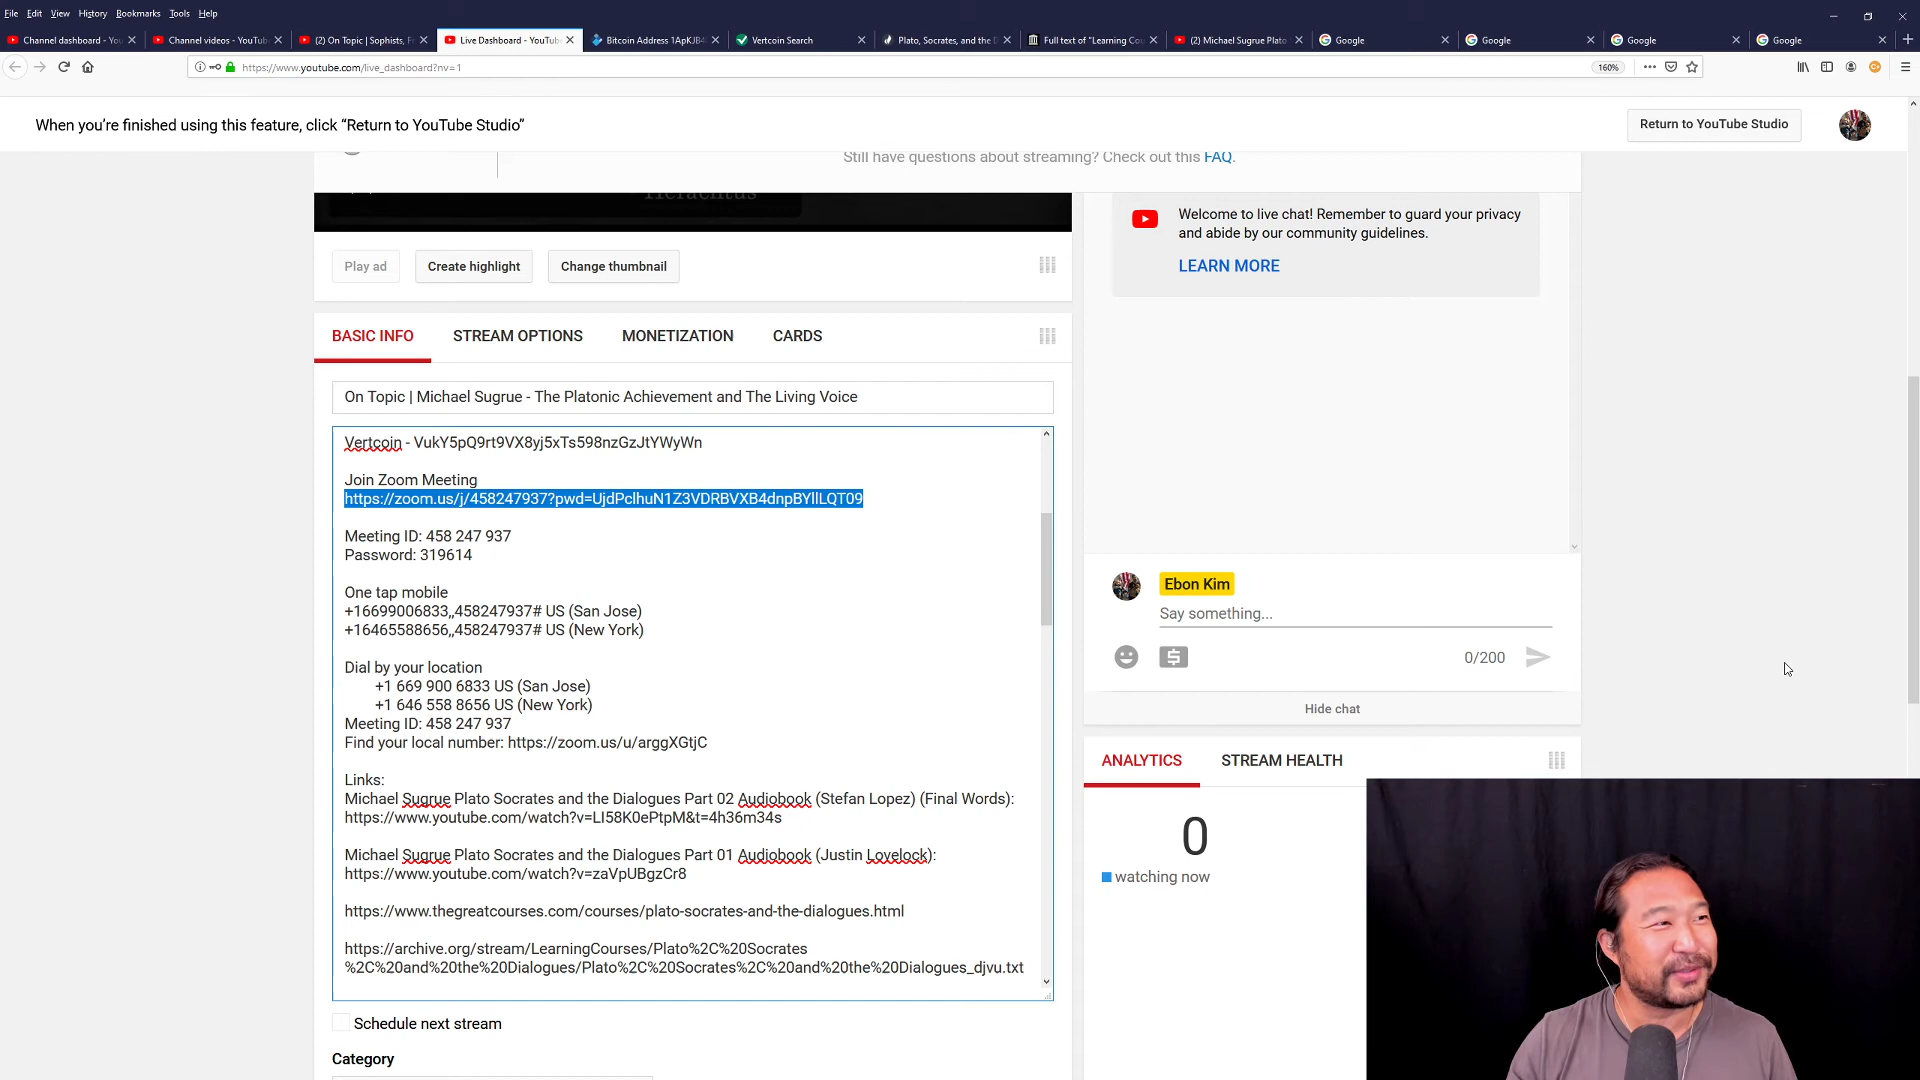 File Edit View History Bookmarks Tools Help
Channel dashboard - You
Channel videos - YouTub
(2) On Topic | Sophists, Fr
Live Dashboard - YouTub
Bitcoin Address 1ApKJB4
Vertcoin Search
Plato, Socrates, and the D
Full text of "Learning Cou
(2) Michael Sugrue Plato
Google
Google
Google
Google
https://www.youtube.com/live_dashboard?nv=1
160%
When you're finished using this feature, click "Return to YouTube Studio"
Return to YouTube Studio
Still have questions about streaming? Check out this FAQ.
Heraclitus
Play ad
Create highlight
Change thumbnail
BASIC INFO
STREAM OPTIONS
MONETIZATION
CARDS
On Topic | Michael Sugrue - The Platonic Achievement and The Living Voice
Vertcoin - VukY5pQ9rt9VX8yj5xTs598nzGzJtYWyWn
Join Zoom Meeting
https://zoom.us/j/458247937?pwd=UjdPclhuN1Z3VDRBVXB4dnpBYllLQT09
Meeting ID: 458 247 937
Password: 319614
One tap mobile
+16699006833,,458247937# US (San Jose)
+16465588656,,458247937# US (New York)
Dial by your location
+1 669 900 6833 US (San Jose)
+1 646 558 8656 US (New York)
Meeting ID: 458 247 937
Find your local number: https://zoom.us/u/arggXGtjC
Links:
Michael Sugrue Plato Socrates and the Dialogues Part 02 Audiobook (Stefan Lopez) (Final Words):
https://www.youtube.com/watch?v=LI58K0ePtpM&t=4h36m34s
Michael Sugrue Plato Socrates and the Dialogues Part 01 Audiobook (Justin Lovelock):
https://www.youtube.com/watch?v=zaVpUBgzCr8
https://www.thegreatcourses.com/courses/plato-socrates-and-the-dialogues.html
https://archive.org/stream/LearningCourses/Plato%2C%20Socrates
%2C%20and%20the%20Dialogues/Plato%2C%20Socrates%2C%20and%20the%20Dialogues_djvu.txt
Schedule next stream
Category
Welcome to live chat! Remember to guard your privacy
and abide by our community guidelines.
LEARN MORE
Ebon Kim
Say something...
0/200
Hide chat
ANALYTICS
STREAM HEALTH
0
watching now